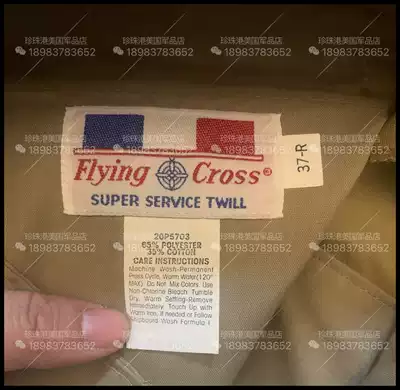 珍珠港美国军品店
18983783652
Flying Cross®
SUPER SERVICE TWILL
37-R
20P5703
65% POLYESTER
35% COTTON
CARE INSTRUCTIONS
Machine Wash-Permanent
Press Cycle, Warm Water(120°
MAX). Do Not Mix Colors. Use
Non-Chlorine Bleach. Tumble
Dry. Warm Setting-Remove
Immediately. Touch Up with
Warm Iron, if needed or Follow
Shipboard Wash Formula 1.